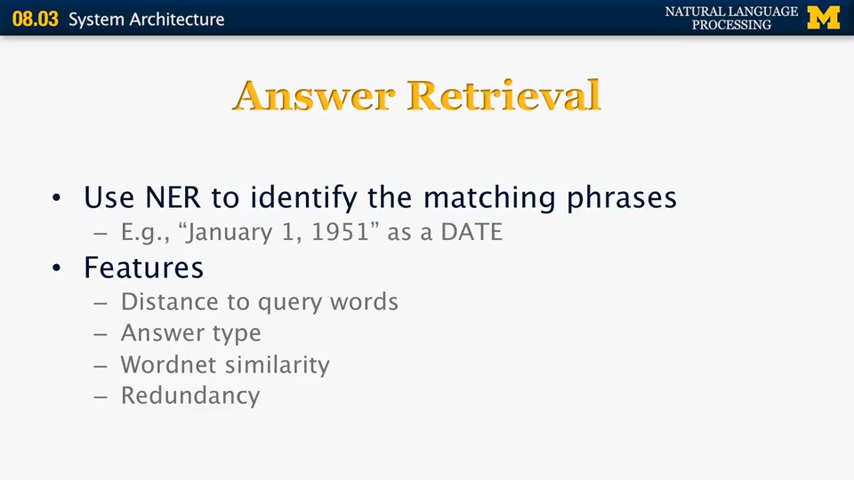 08.03 System Architecture
NATURAL LANGUAGE
PROCESSING
M
Answer Retrieval
• Use NER to identify the matching phrases
– E.g., “January 1, 1951” as a DATE
• Features
– Distance to query words
– Answer type
– Wordnet similarity
– Redundancy